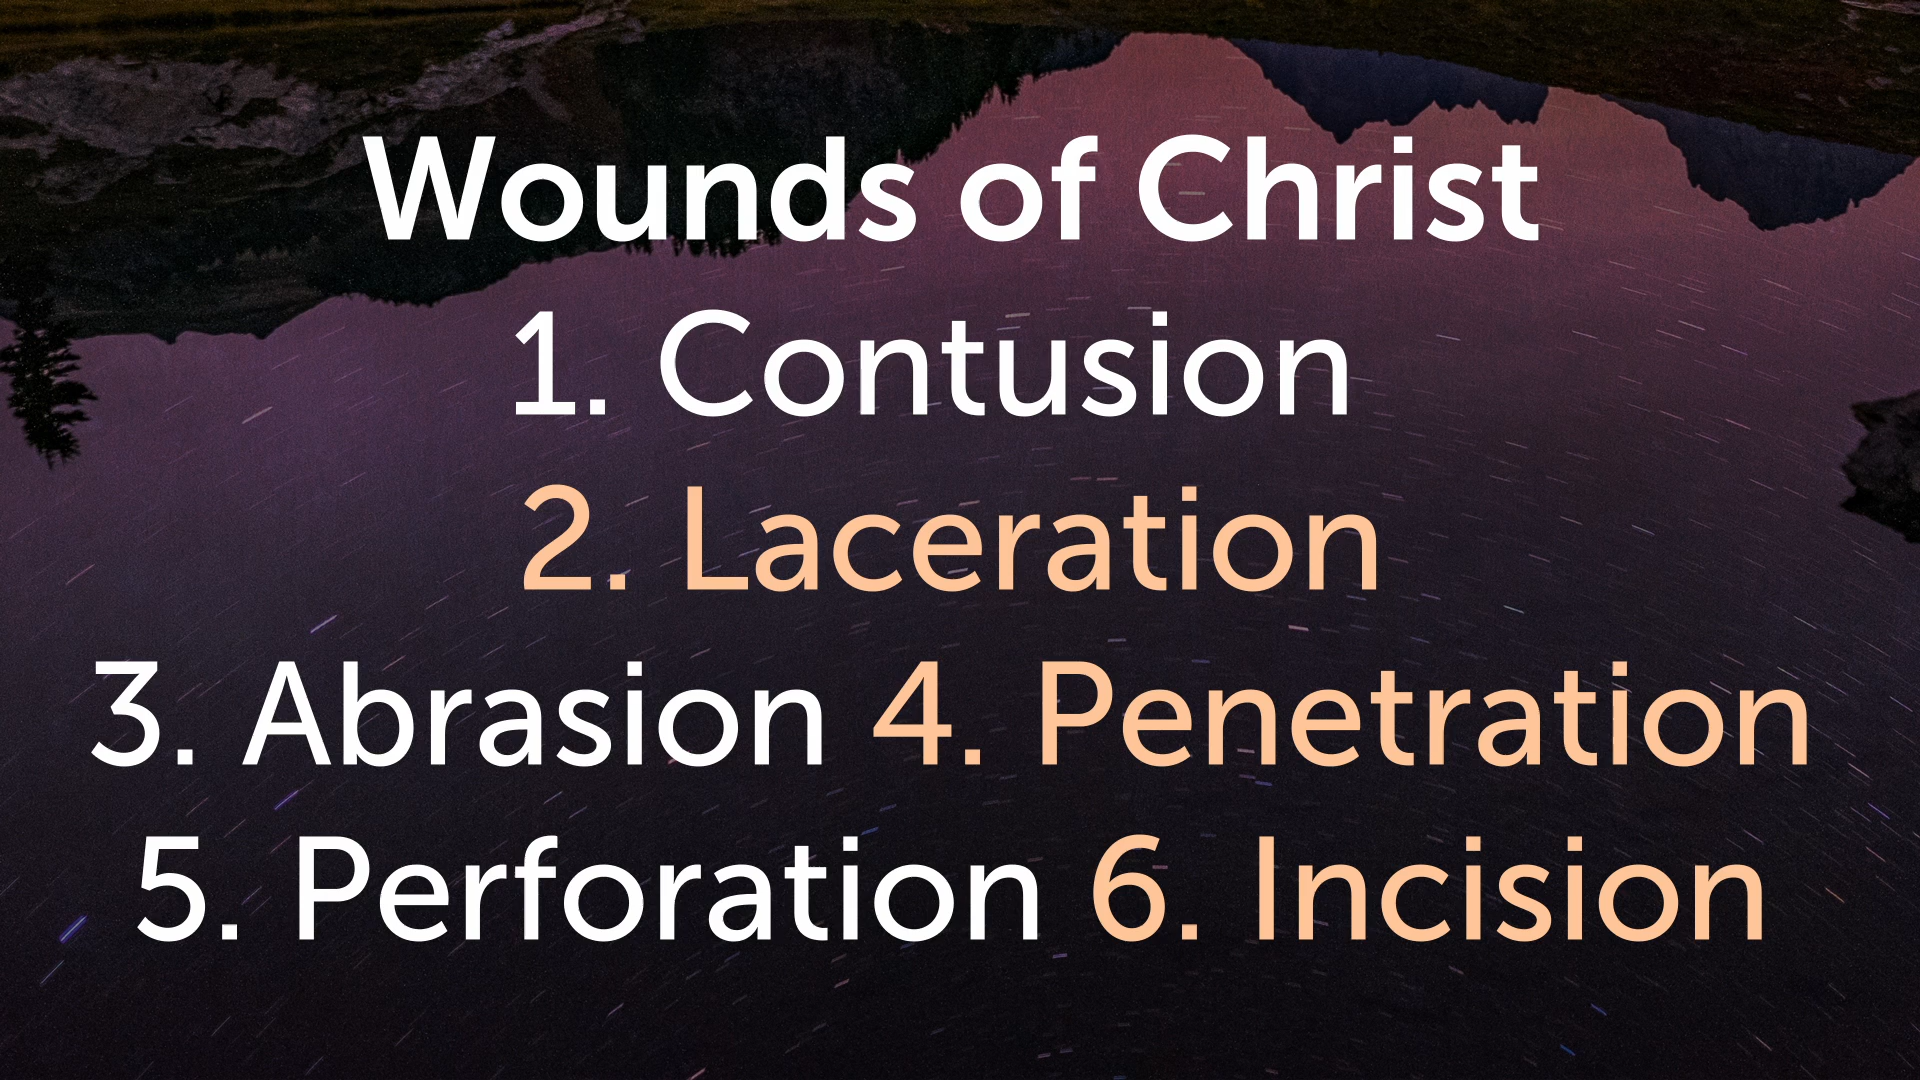 Wounds of Christ
1. Contusion
2. Laceration
3. Abrasion 4. Penetration
5. Perforation 6. Incision